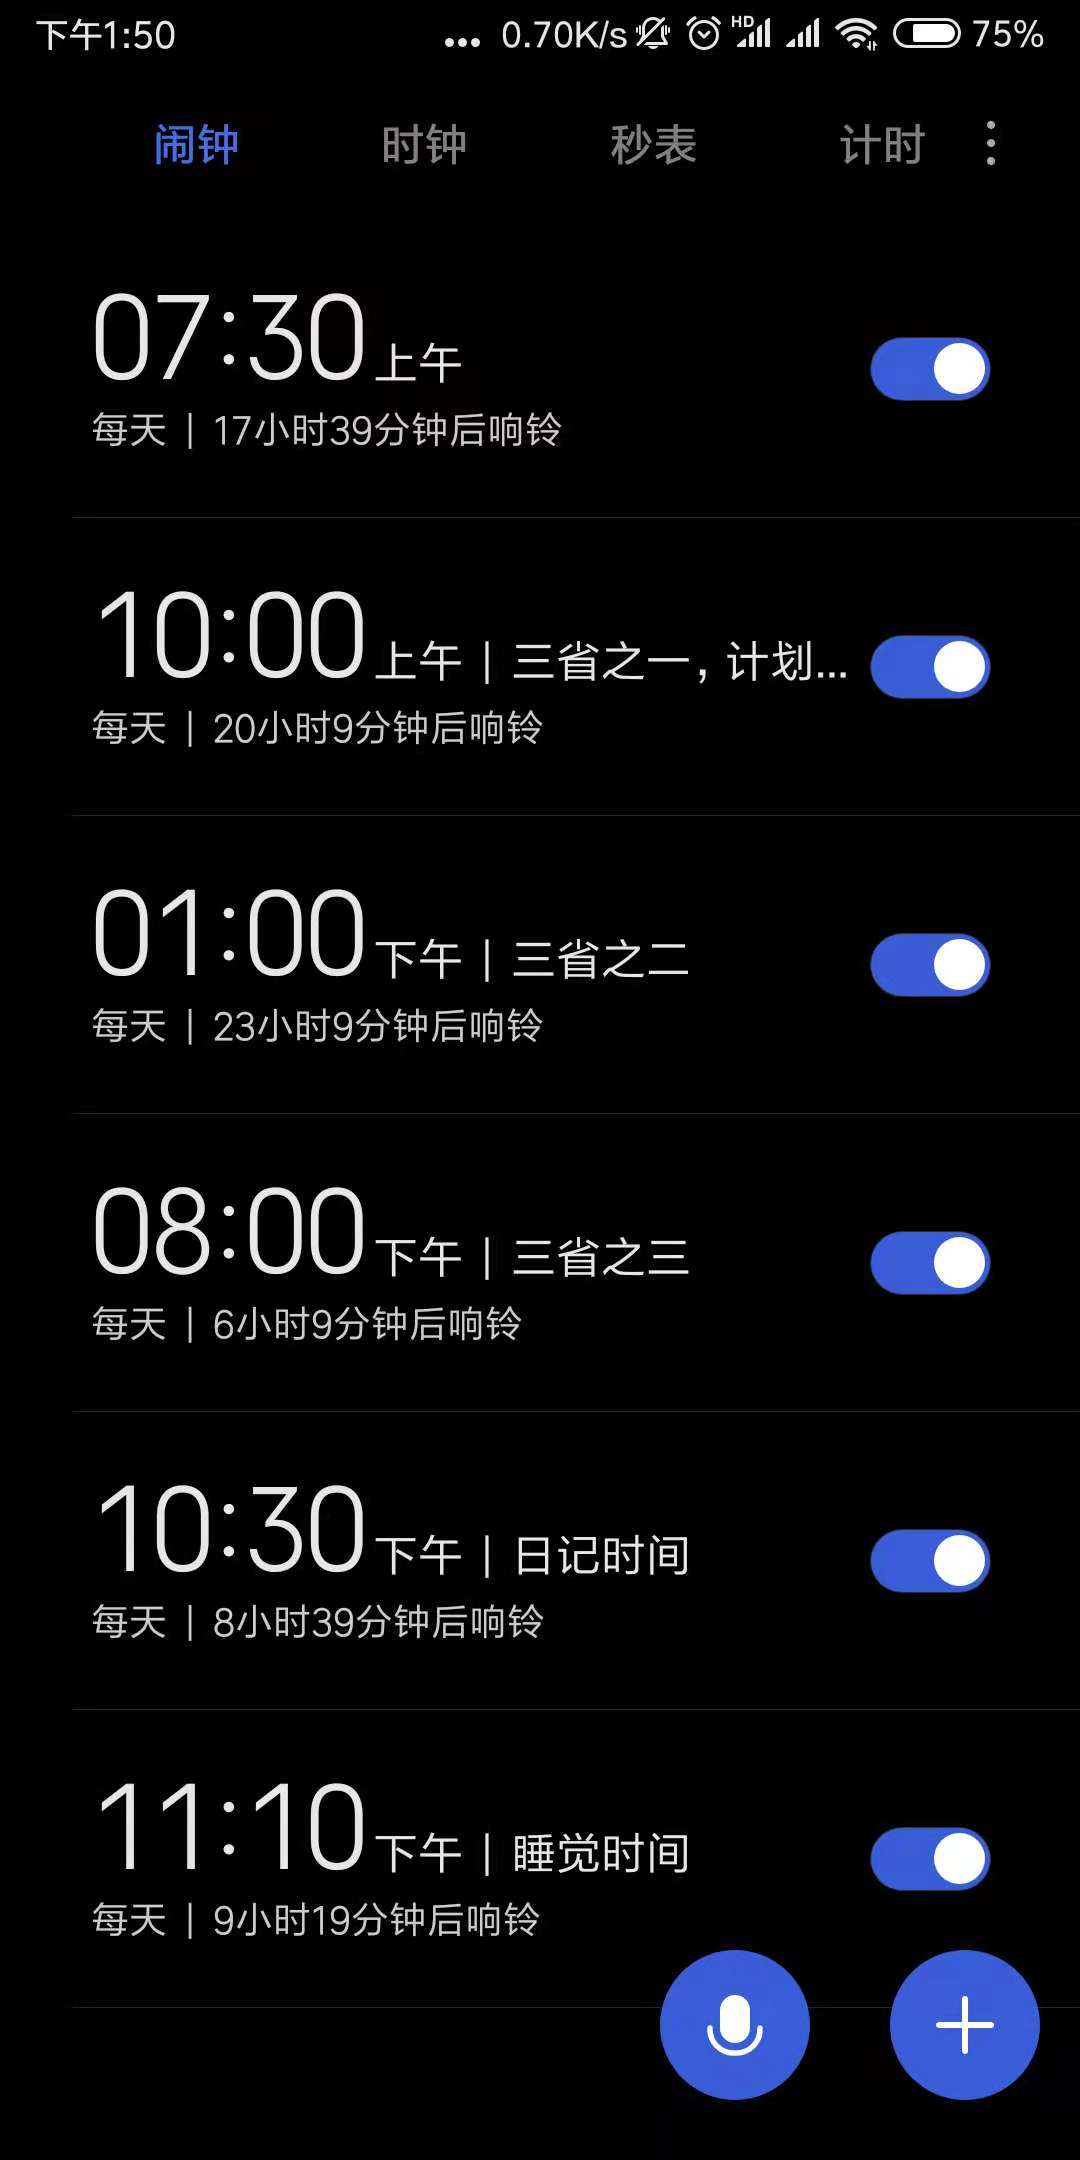 下午1:50 ... 0.70K/s HD 75%
闹钟 时钟 秒表 计时
07:30上午
每天 | 17小时39分钟后响铃
10:00上午 | 三省之一, 计划...
每天 | 20小时9分钟后响铃
01:00下午 | 三省之二
每天 | 23小时9分钟后响铃
08:00下午 | 三省之三
每天 | 6小时9分钟后响铃
10:30下午 | 日记时间
每天 | 8小时39分钟后响铃
11:10下午 | 睡觉时间
每天 | 9小时19分钟后响铃